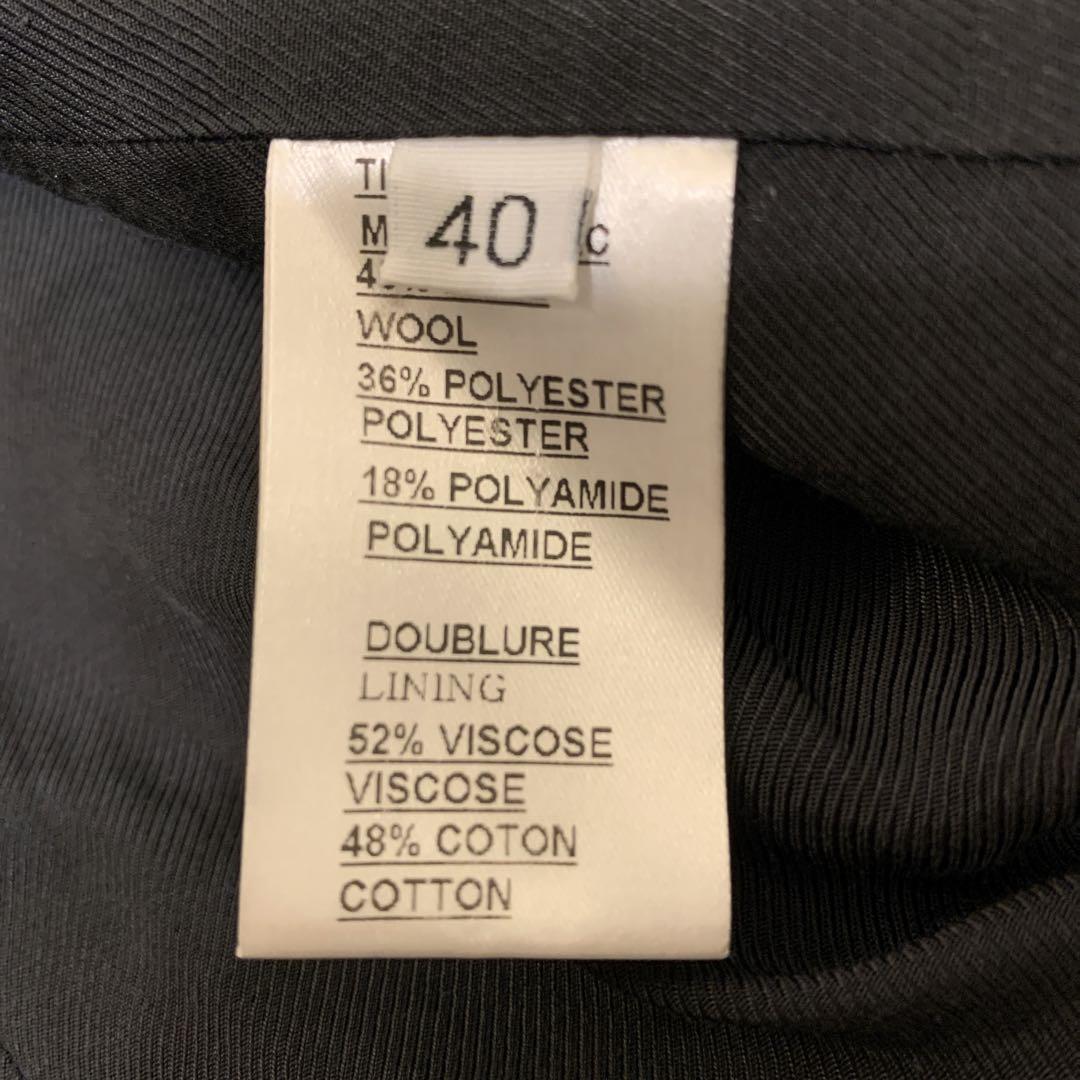 40
WOOL
36% POLYESTER
POLYESTER
18% POLYAMIDE
POLYAMIDE
DOUBLURE
LINING
52% VISCOSE
VISCOSE
48% COTON
COTTON